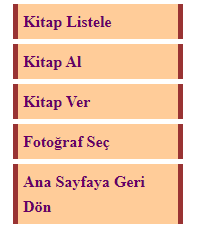 Kitap Listele
Kitap Al
Kitap Ver
Fotoğraf Seç
Ana Sayfaya Geri
Dön